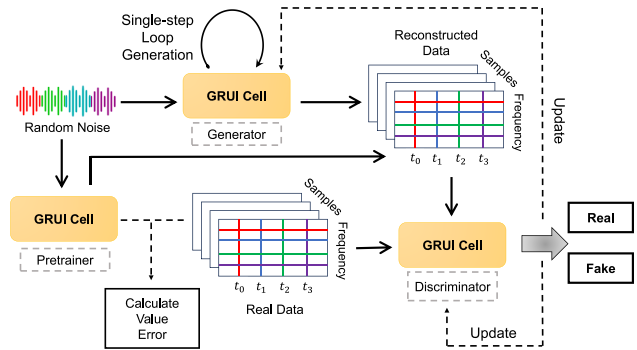 Single-step
Loop
Generation
Reconstructed
Data
Samples
Frequency
GRUI Cell
Generator
Random Noise
t0 t1 t2 t3
Update
GRUI Cell
Pretrainer
Samples
Frequency
t0 t1 t2 t3
Real Data
GRUI Cell
Discriminator
Real
Fake
Calculate
Value
Error
Update